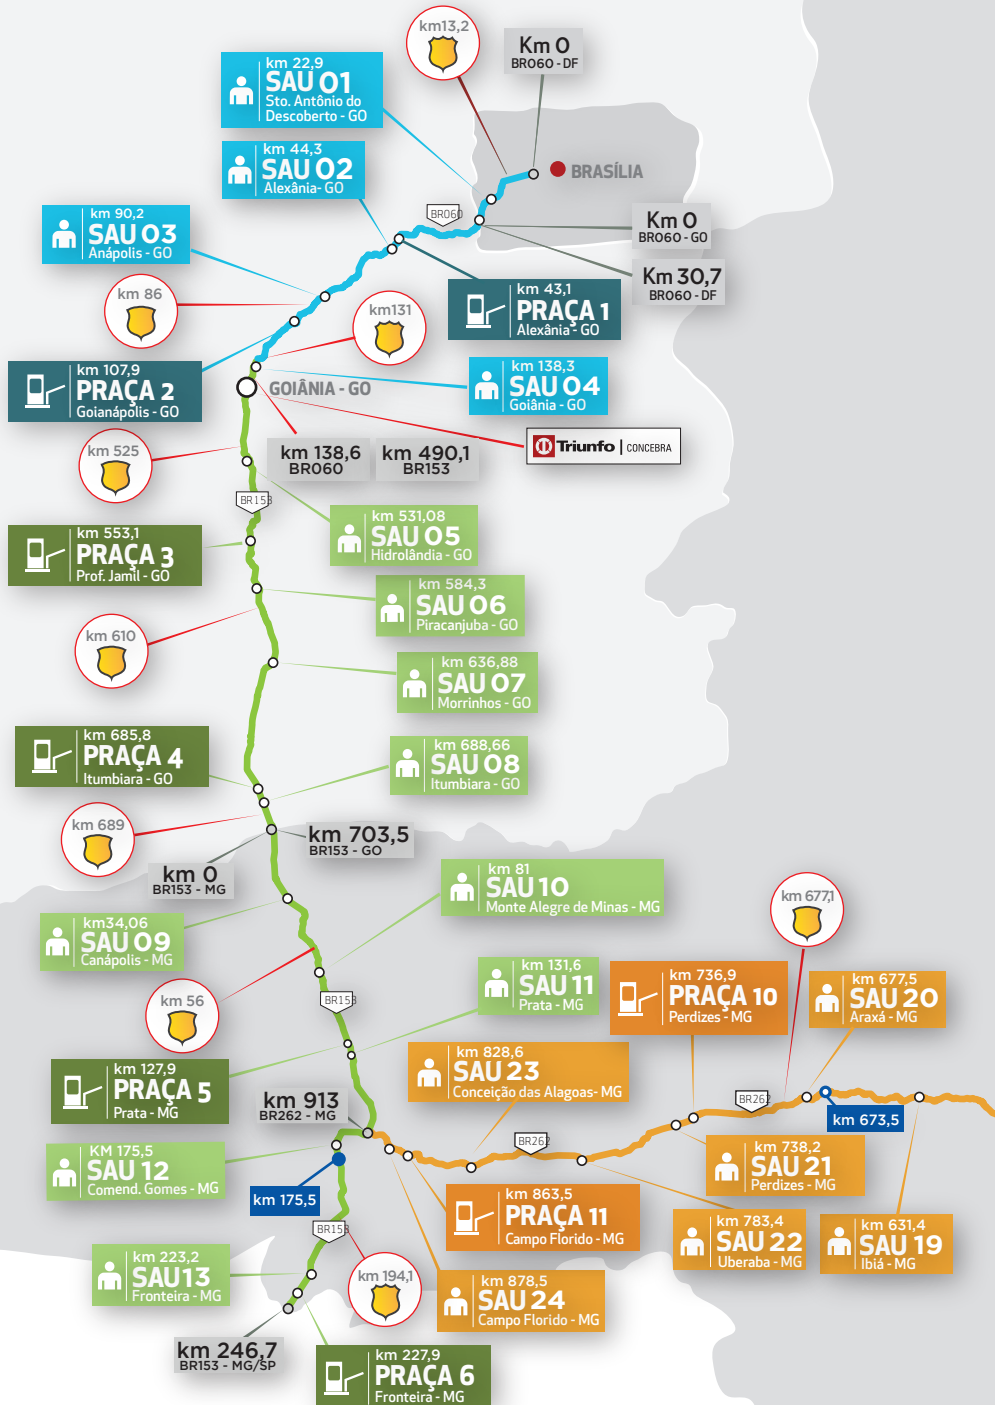 km13,2
Km 0
BR060 - DF
km 22,9
SAU 01
Sto. Antônio do
Descoberto - GO
km 44,3
SAU 02
Alexânia- GO
BRASÍLIA
km 90,2
SAU 03
Anápolis - GO
BR060
Km 0
BR060 - GO
Km 30,7
BR060 - DF
km 86
km131
km 43,1
PRAÇA 1
Alexânia - GO
km 107,9
PRAÇA 2
Goianápolis - GO
km 138,3
SAU 04
Goiânia - GO
GOIÂNIA - GO
km 138,6
BR060
km 490,1
BR153
Triunfo | CONCEBRA
km 525
BR153
km 531,08
SAU 05
Hidrolândia - GO
km 553,1
PRAÇA 3
Prof. Jamil - GO
km 584,3
SAU 06
Piracanjuba - GO
km 610
km 636,88
SAU 07
Morrinhos - GO
km 685,8
PRAÇA 4
Itumbiara - GO
km 688,66
SAU 08
Itumbiara - GO
km 689
km 703,5
BR153 - GO
km 0
BR153 - MG
km 81
SAU 10
Monte Alegre de Minas - MG
km 677,1
km34,06
SAU 09
Canápolis - MG
km 56
BR153
km 131,6
SAU 11
Prata - MG
km 736,9
PRAÇA 10
Perdizes - MG
km 677,5
SAU 20
Araxá - MG
km 127,9
PRAÇA 5
Prata - MG
km 828,6
SAU 23
Conceição das Alagoas- MG
km 913
BR262 - MG
BR262
km 673,5
BR262
KM 175,5
SAU 12
Comend. Gomes - MG
km 738,2
SAU 21
Perdizes - MG
km 175,5
km 863,5
PRAÇA 11
Campo Florido - MG
km 783,4
SAU 22
Uberaba - MG
km 631,4
SAU 19
Ibiá - MG
BR153
km 223,2
SAU13
Fronteira - MG
km 194,1
km 878,5
SAU 24
Campo Florido - MG
km 246,7
BR153 - MG/SP
km 227,9
PRAÇA 6
Fronteira - MG